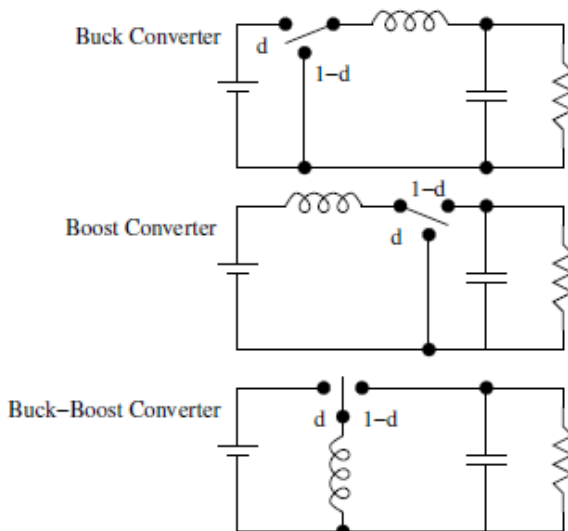 Buck Converter
d
1−d
1−d
Boost Converter
d
Buck−Boost Converter
d 1−d